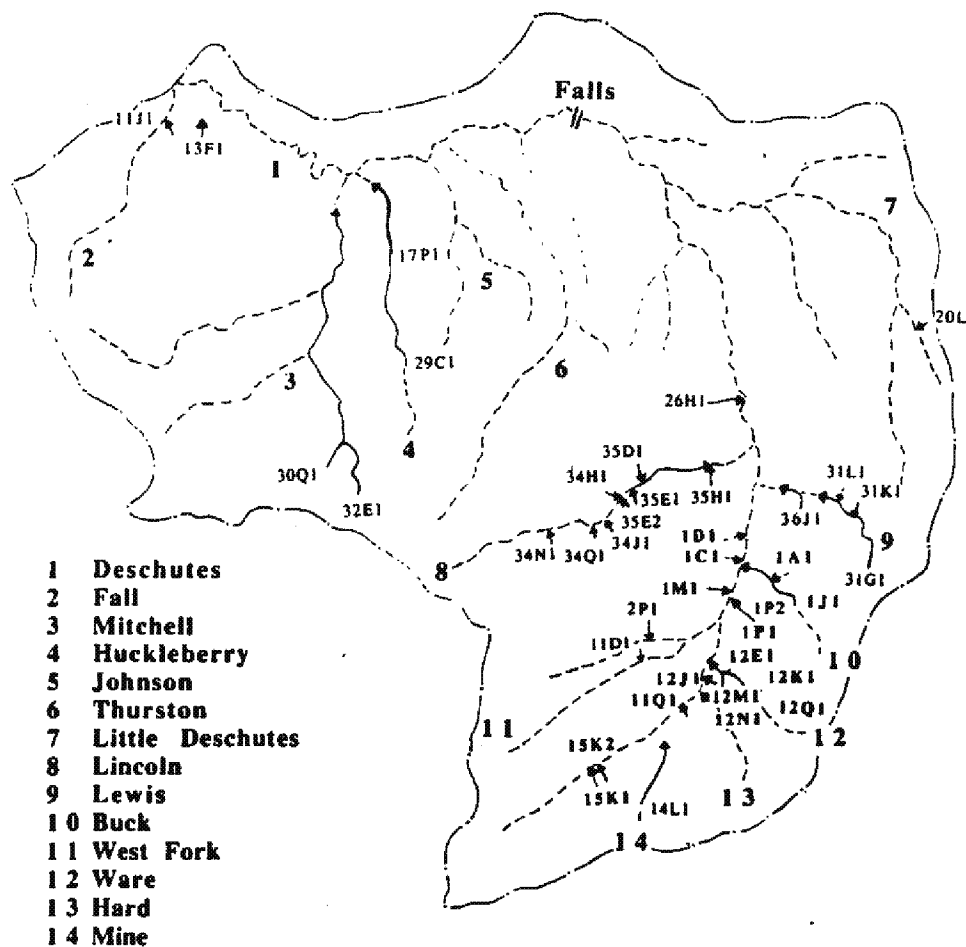 Falls
11J1
13F1
1
7
2
17P1
5
20L
3
29C1
6
26H1
4
35D1
30Q1
34H1
31L1
32E1
35E1
35H1
31K1
35E2
36J1
34J1
1D1
9
34N1
34Q1
1C1
1A1
8
31G1
1M1
1J1
1P2
2P1
1P1
11D1
12E1
10
12J1
12K1
11Q1
12M1
12Q1
12N1
11
12
15K2
15K1
14L1
13
14
1 Deschutes
2 Fall
3 Mitchell
4 Huckleberry
5 Johnson
6 Thurston
7 Little Deschutes
8 Lincoln
9 Lewis
10 Buck
11 West Fork
12 Ware
13 Hard
14 Mine